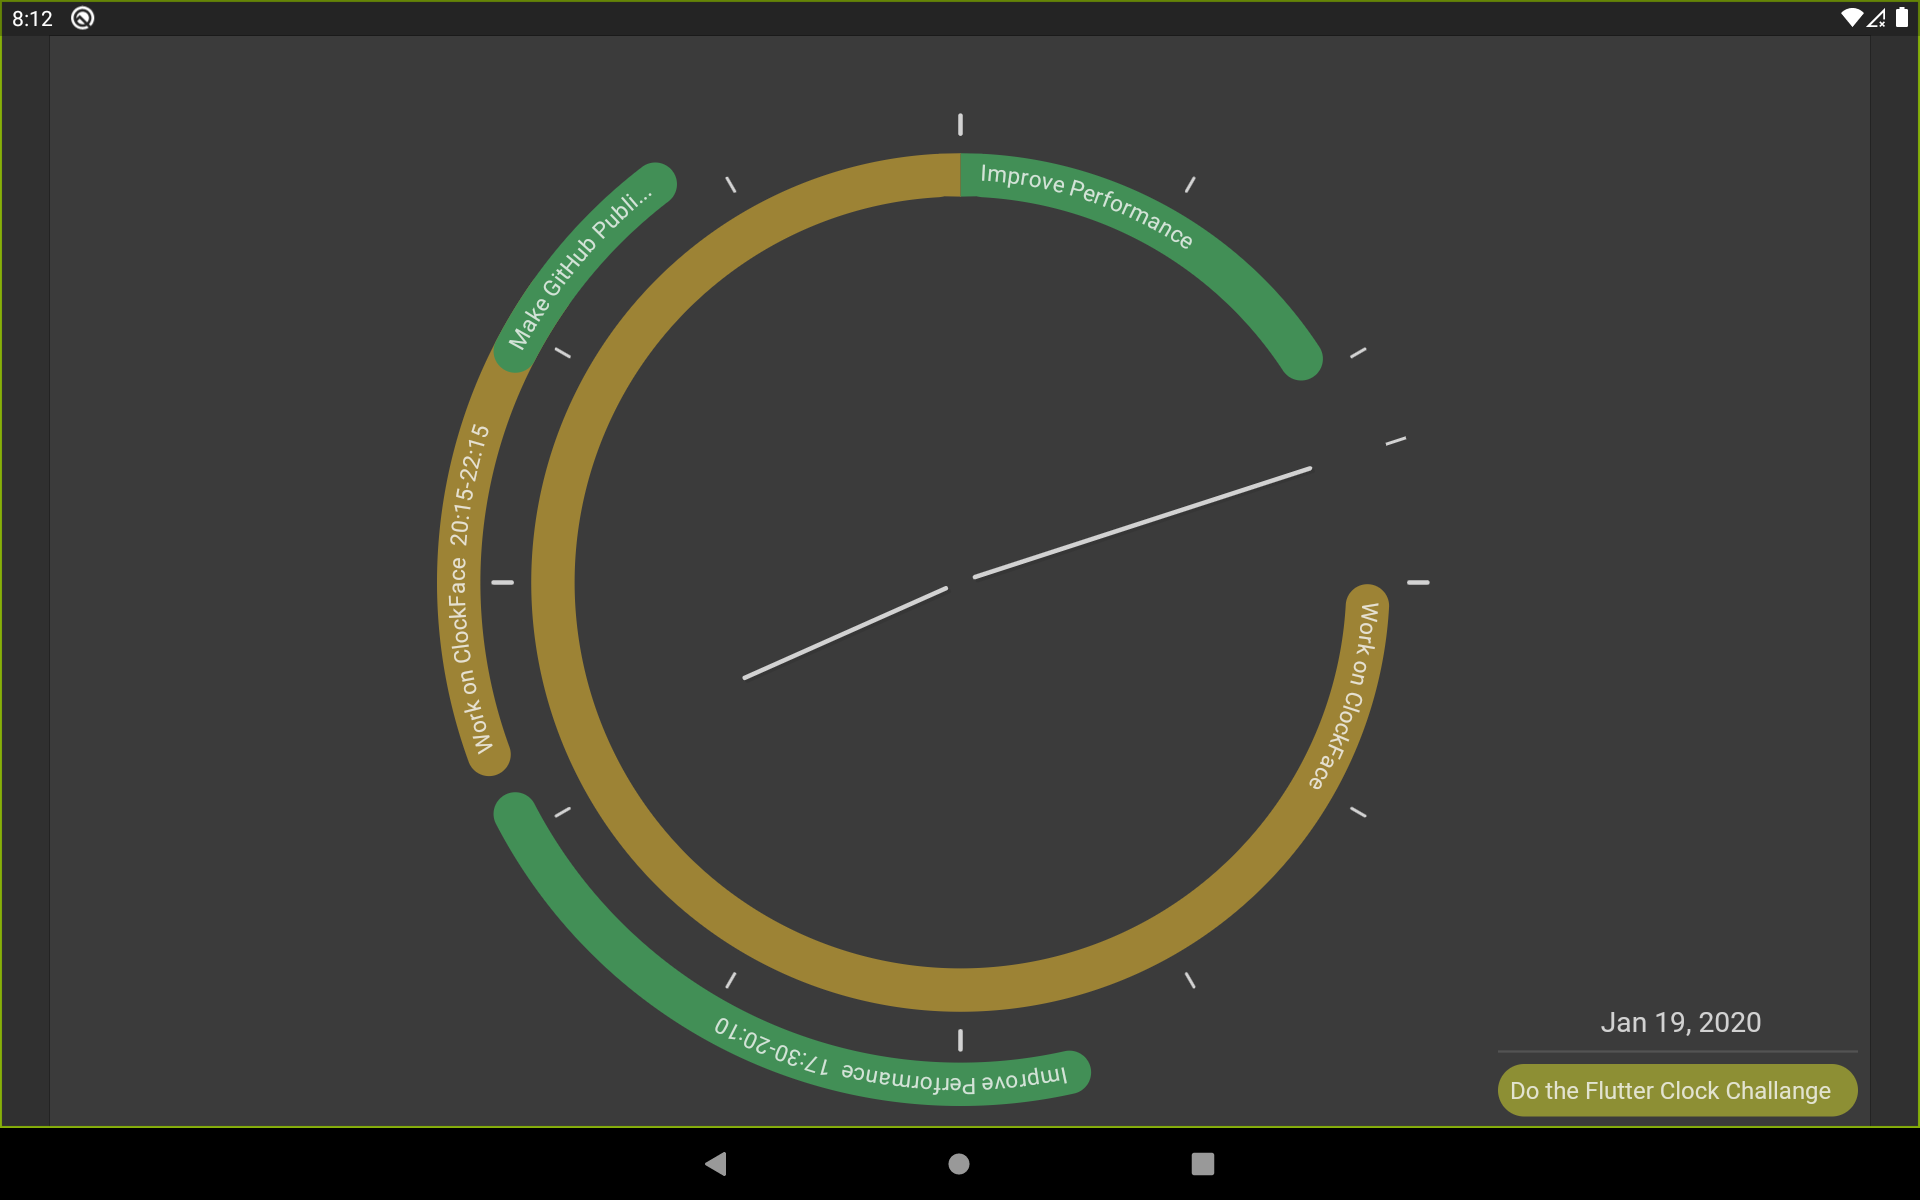 8:12
Improve Performance
Make GitHub Publi...
Work on ClockFace 20:15-22:15
Work on ClockFace
Improve Performance 17:30-20:10
Jan 19, 2020
Do the Flutter Clock Challange